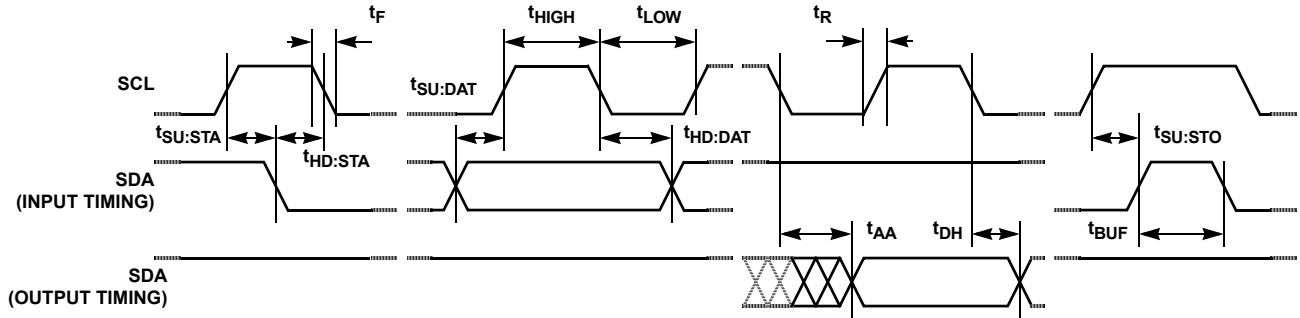 tF
tHIGH
tLOW
tR
SCL
tSU:DAT
tSU:STA
tHD:STA
tHD:DAT
tSU:STO
SDA
(INPUT TIMING)
tAA
tDH
tBUF
SDA
(OUTPUT TIMING)